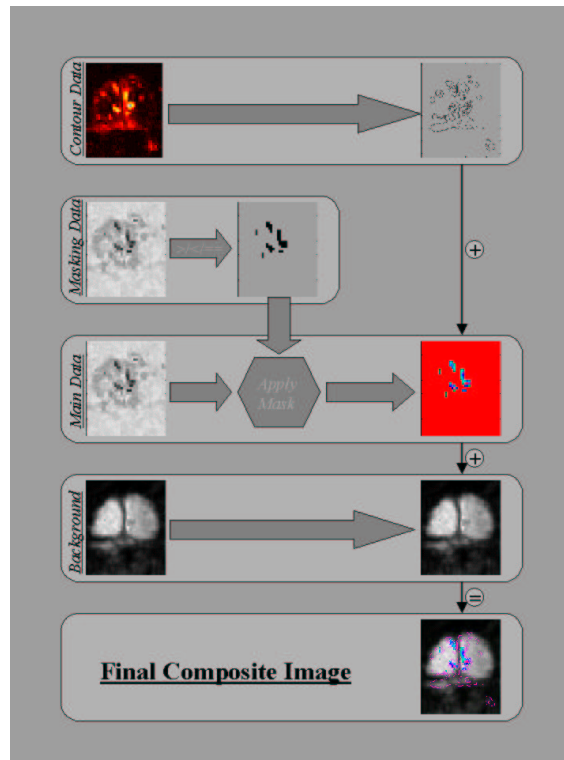 Contour Data
+
Masking Data
>/</==
Main Data
Apply
Mask
+
Background
=
Final Composite Image